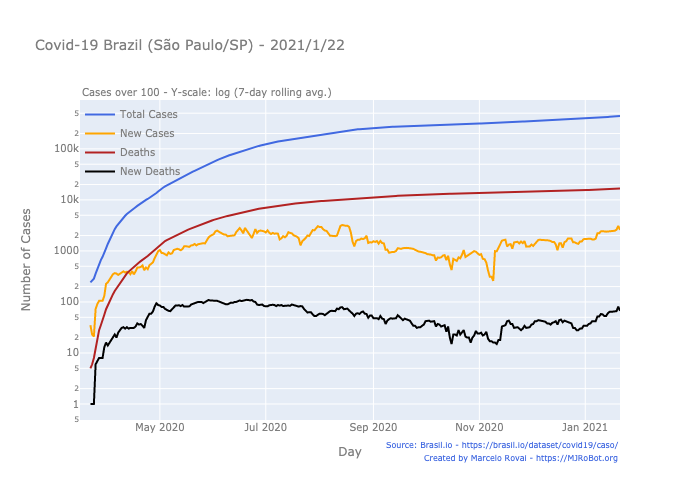 Covid-19 Brazil (São Paulo/SP) - 2021/1/22
Cases over 100 - Y-scale: log (7-day rolling avg.)
Total Cases
New Cases
Deaths
New Deaths
Number of Cases
5
100k
5
2
10k
5
2
1000
5
2
100
5
2
10
5
2
1
5
May 2020
Jul 2020
Sep 2020
Nov 2020
Jan 2021
Day
Source: Brasil.io - https://brasil.io/dataset/covid19/caso/
Created by Marcelo Rovai - https://MJRoBot.org